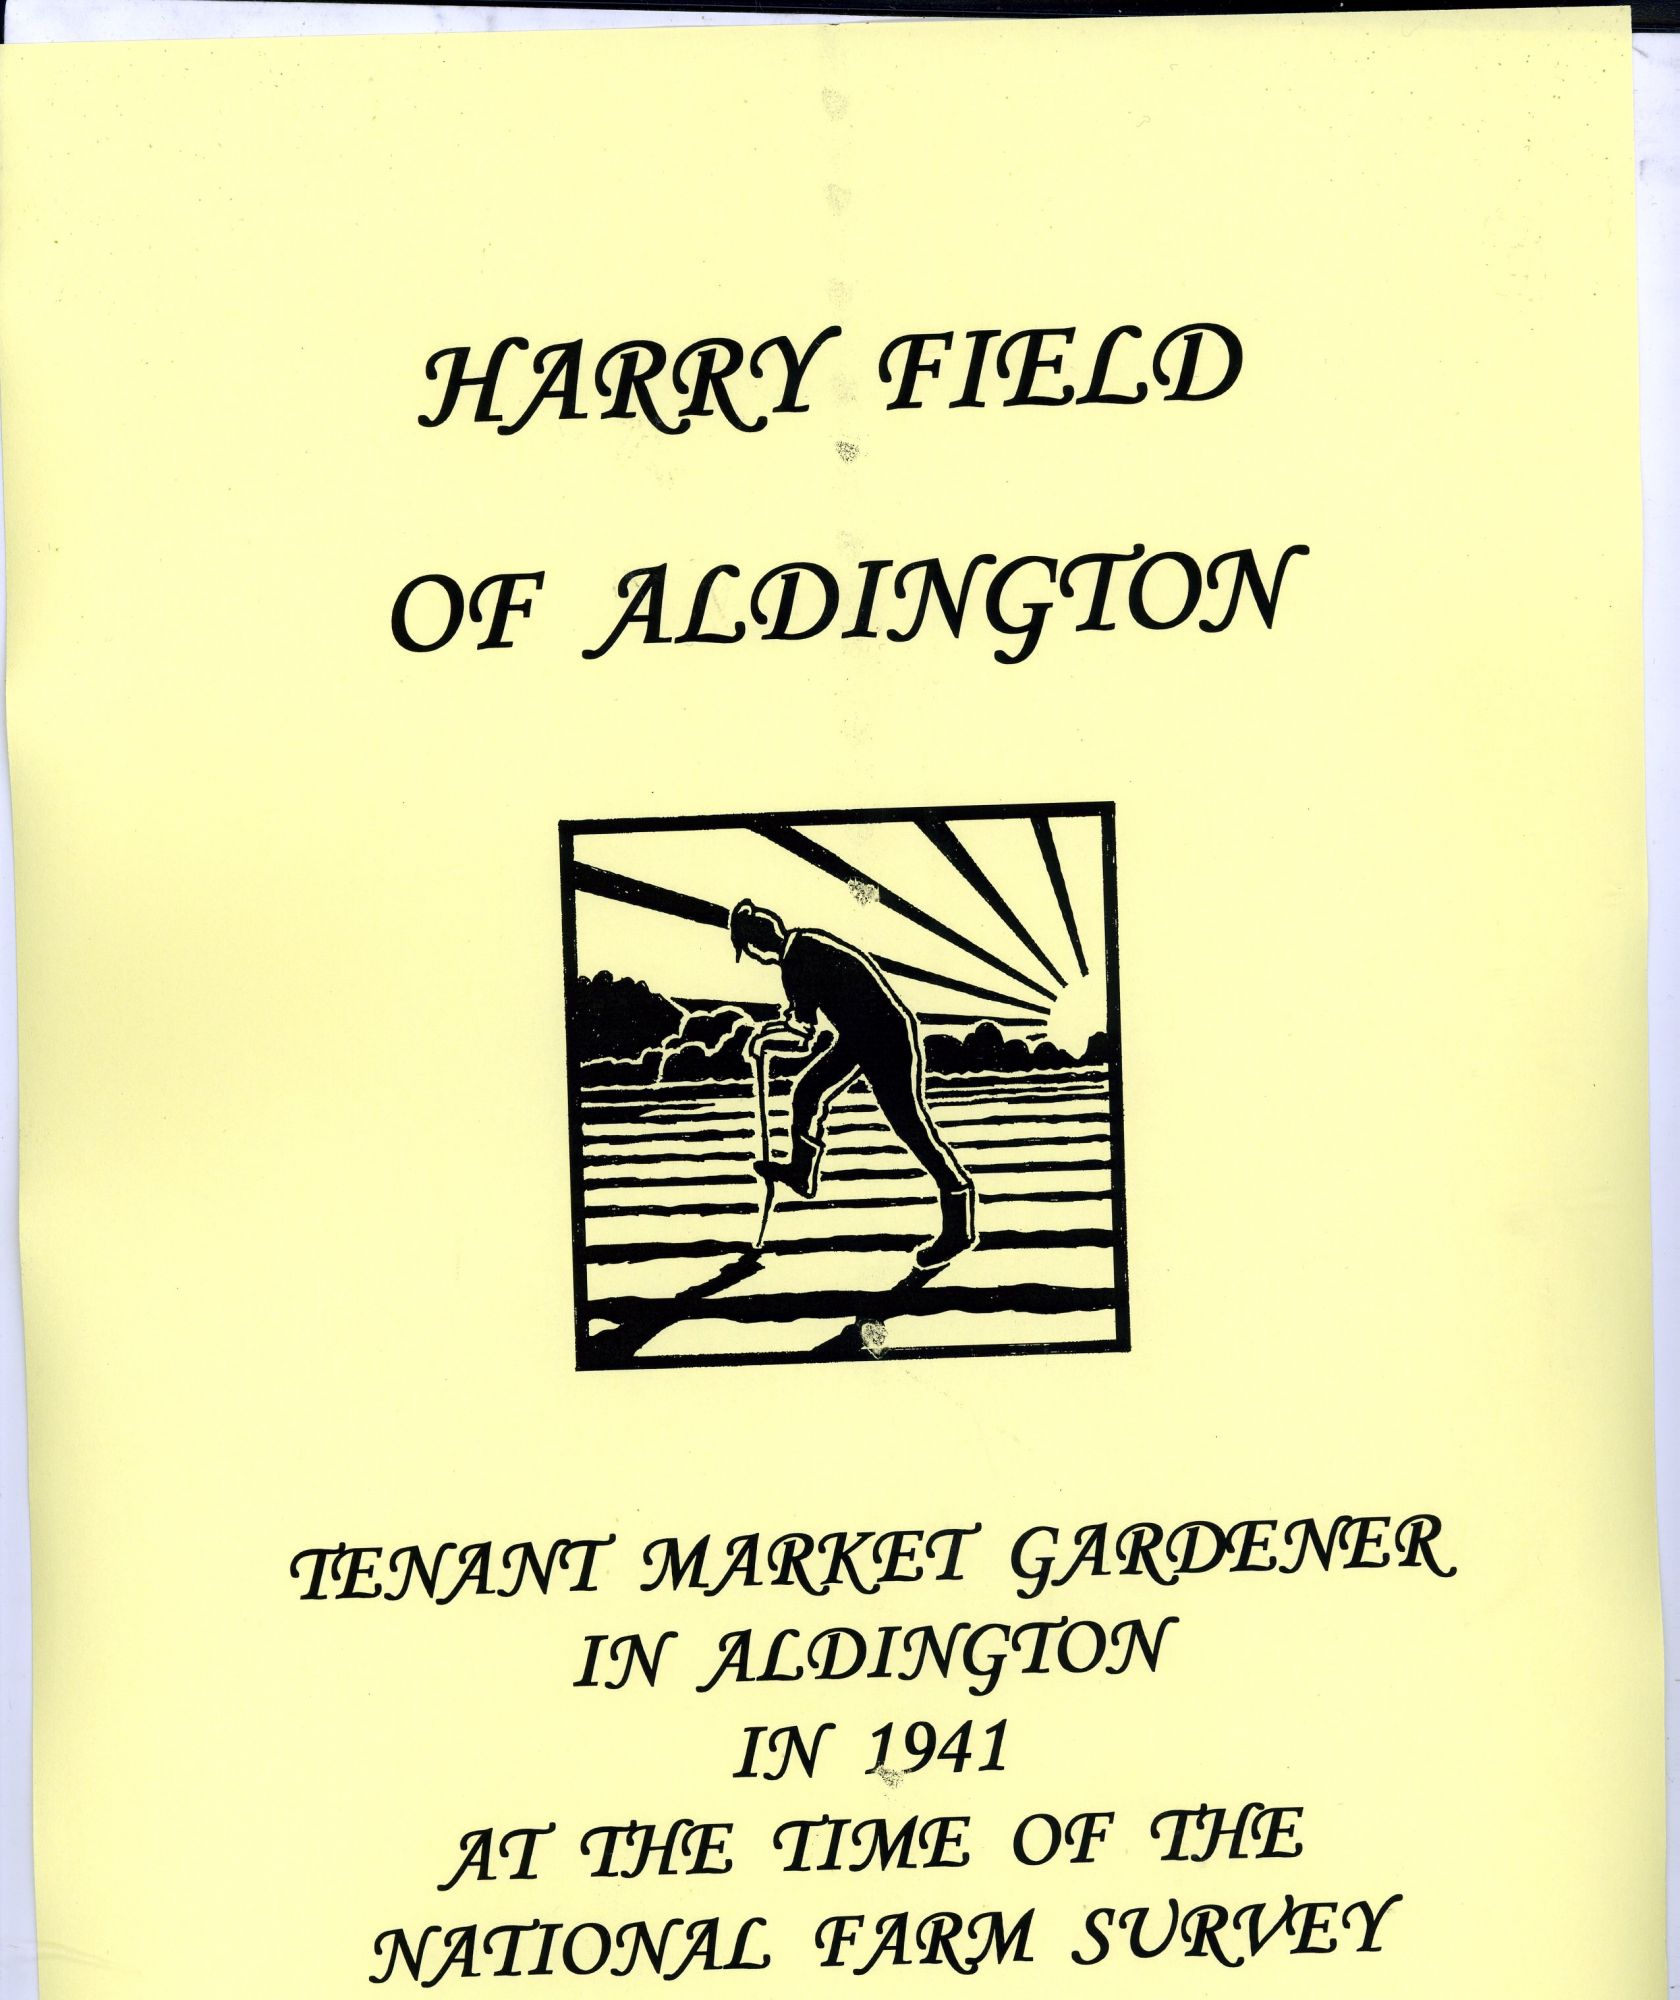 HARRY FIELD
OF ALDINGTON
TENANT MARKET GARDENER
IN ALDINGTON
IN 1941
AT THE TIME OF THE
NATIONAL FARM SURVEY